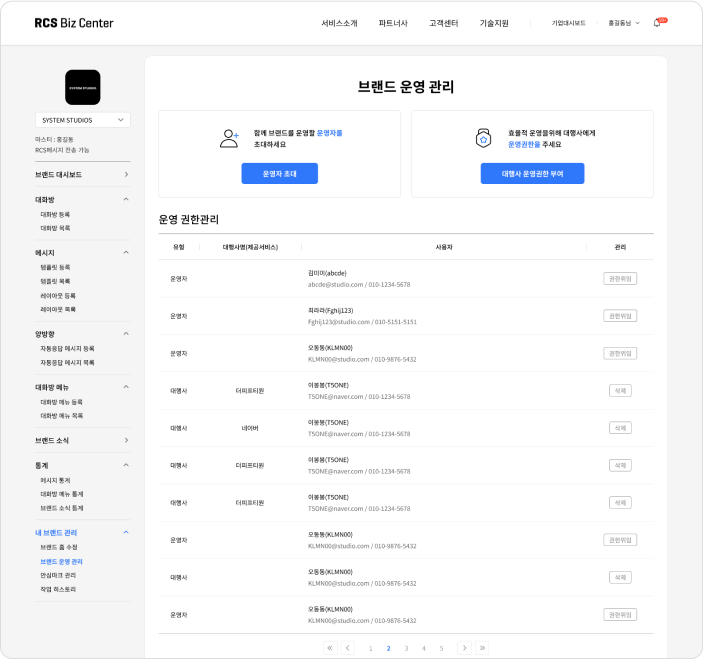 RCS Biz Center
서비스소개 파트너사 고객센터 기술지원 기업대시보드 홍길동님
SYSTEM STUDIOS
SYSTEM STUDIOS
마스터 : 홍길동
RCS메시지 전송 가능
브랜드 대시보드
대화방
대화방 등록
대화방 목록
메시지
템플릿 등록
템플릿 목록
레이아웃 등록
레이아웃 목록
양방향
자동응답 메시지 등록
자동응답 메시지 목록
대화방 메뉴
대화방 메뉴 등록
대화방 메뉴 목록
브랜드 소식
통계
메시지 통계
대화방 메뉴 통계
브랜드 소식 통계
내 브랜드 관리
브랜드 홈 수정
브랜드 운영 관리
안심마크 관리
작업 히스토리
브랜드 운영 관리
함께 브랜드를 운영할 운영자를
초대하세요
운영자 초대
효율적 운영을위해 대행사에게
운영권한을 주세요
대행사 운영권한 부여
운영 권한관리
유형 대행사명(제공서비스) 사용자 관리
운영자 김미미(abcde) 권한위임
abcde@studio.com / 010-1234-5678
운영자 최라라(Fghij123) 권한위임
Fghij123@studio.com / 010-5151-5151
운영자 오동동(KLMN00) 권한위임
KLMN00@studio.com / 010-9876-5432
대행사 더피프티원 이봉봉(T5ONE) 삭제
T5ONE@naver.com / 010-1234-5678
대행사 네이버 이봉봉(T5ONE) 삭제
T5ONE@naver.com / 010-1234-5678
대행사 더피프티원 이봉봉(T5ONE) 삭제
T5ONE@naver.com / 010-1234-5678
대행사 더피프티원 이봉봉(T5ONE) 삭제
T5ONE@naver.com / 010-1234-5678
운영자 오동동(KLMN00) 권한위임
KLMN00@studio.com / 010-9876-5432
대행사 오동동(KLMN00) 삭제
KLMN00@studio.com / 010-9876-5432
운영자 오동동(KLMN00) 권한위임
KLMN00@studio.com / 010-9876-5432
1 2 3 4 5